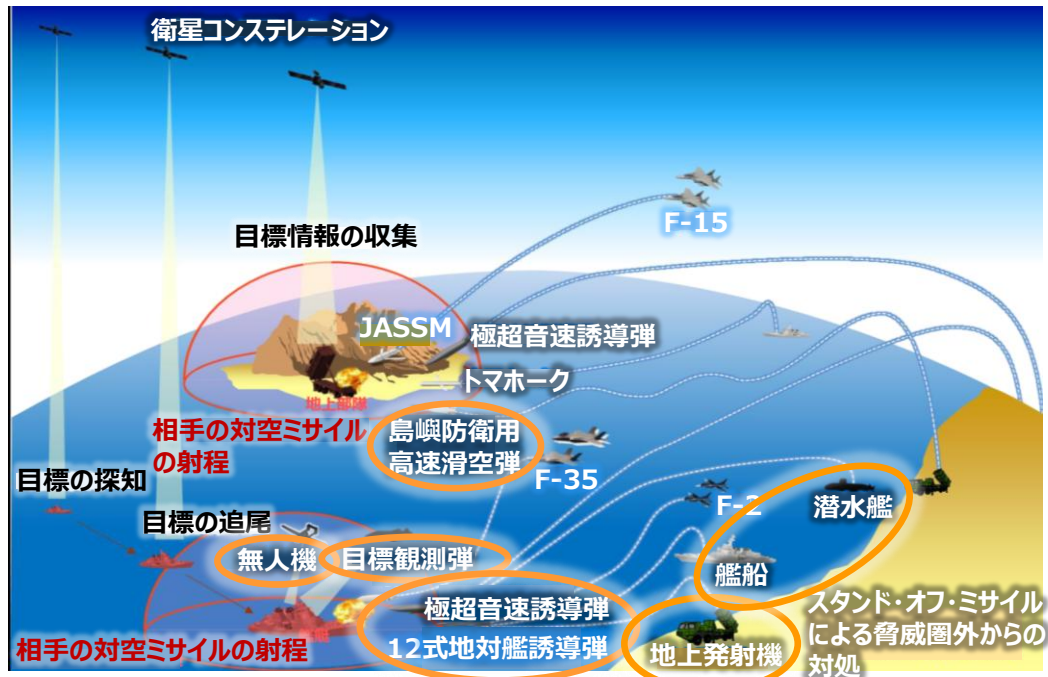 衛星コンステレーション
F-15
目標情報の収集
JASSM
極超音速誘導弾
トマホーク
地上部隊
相手の対空ミサイル
の射程
島嶼防衛用
高速滑空弾
F-35
目標の探知
F-2
潜水艦
目標の追尾
無人機
目標観測弾
艦船
極超音速誘導弾
12式地対艦誘導弾
地上発射機
スタンド・オフ・ミサイル
による脅威圏外からの
対処
相手の対空ミサイルの射程